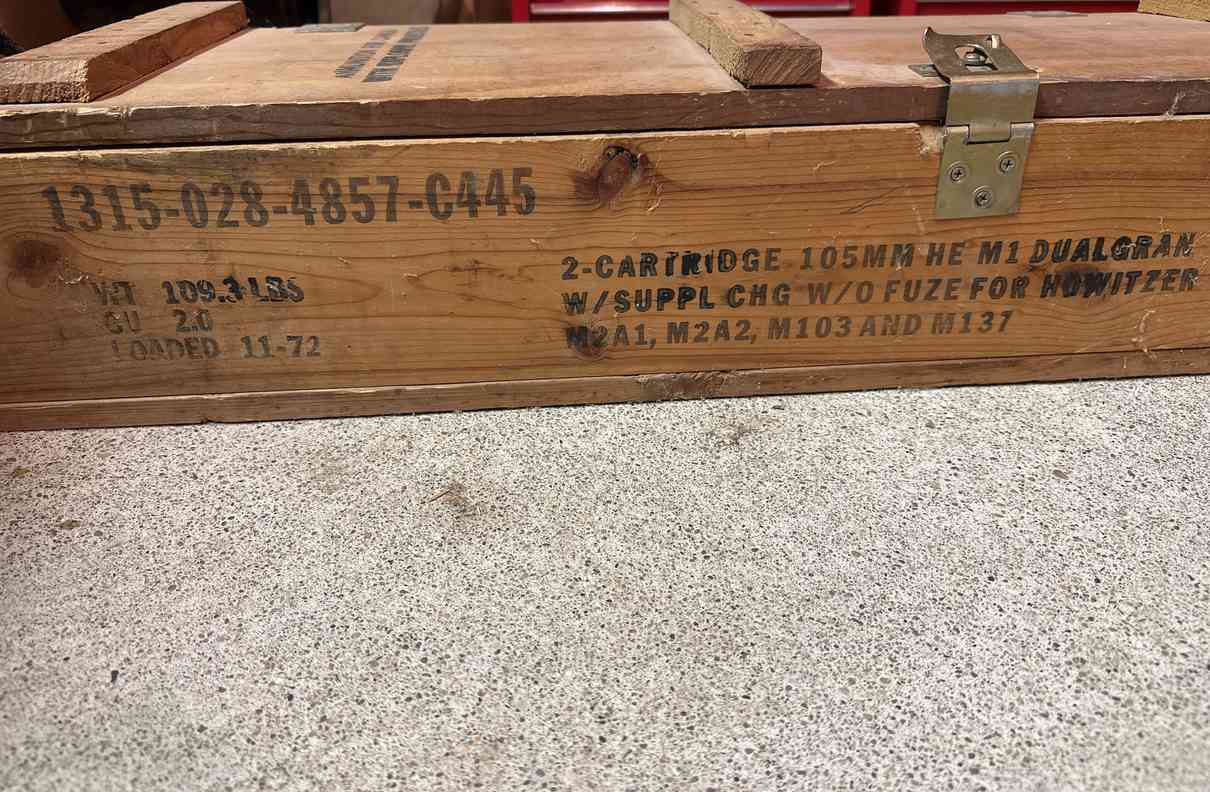 1315-028-4857-C445
WT 109.3 LBS
CU 2.0
LOADED 11-72
2-CARTRIDGE 105MM HE M1 DUALGRAN
W/SUPPL CHG W/O FUZE FOR HOWITZER
M2A1, M2A2, M103 AND M137